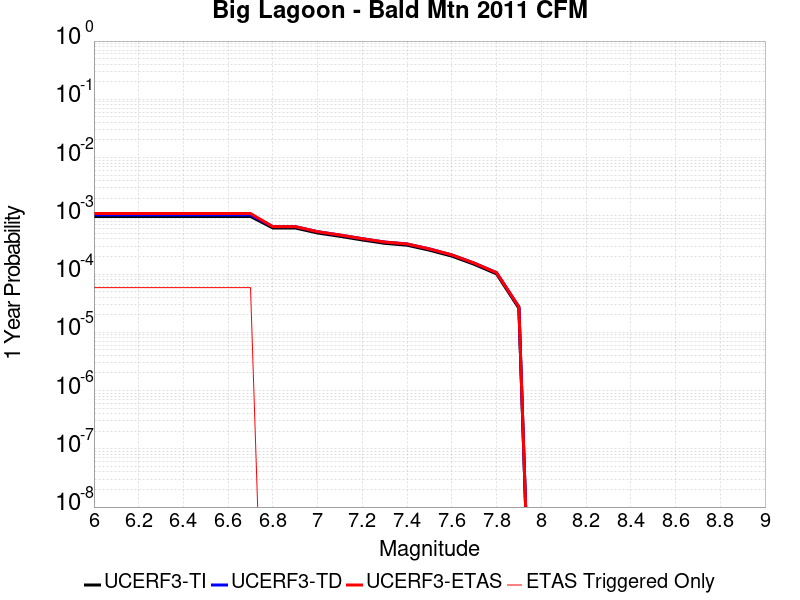 Big Lagoon - Bald Mtn 2011 CFM
10^0
10^-1
10^-2
10^-3
10^-4
10^-5
10^-6
10^-7
10^-8
1 Year Probability
6 6.2 6.4 6.6 6.8 7 7.2 7.4 7.6 7.8 8 8.2 8.4 8.6 8.8 9
Magnitude
UCERF3-TI UCERF3-TD UCERF3-ETAS ETAS Triggered Only